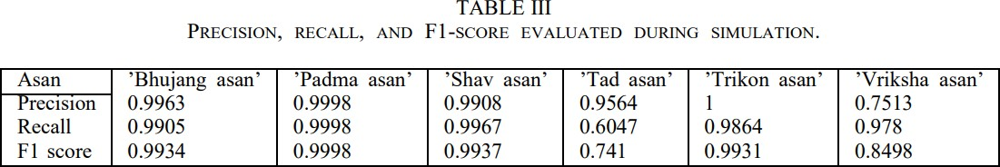 TABLE III
PRECISION, RECALL, AND F1-SCORE EVALUATED DURING SIMULATION.
Asan ’Bhujang asan’ ’Padma asan’ ’Shav asan’ ’Tad asan’ ’Trikon asan’ ’Vriksha asan’
Precision 0.9963 0.9998 0.9908 0.9564 1 0.7513
Recall 0.9905 0.9998 0.9967 0.6047 0.9864 0.978
F1 score 0.9934 0.9998 0.9937 0.741 0.9931 0.8498